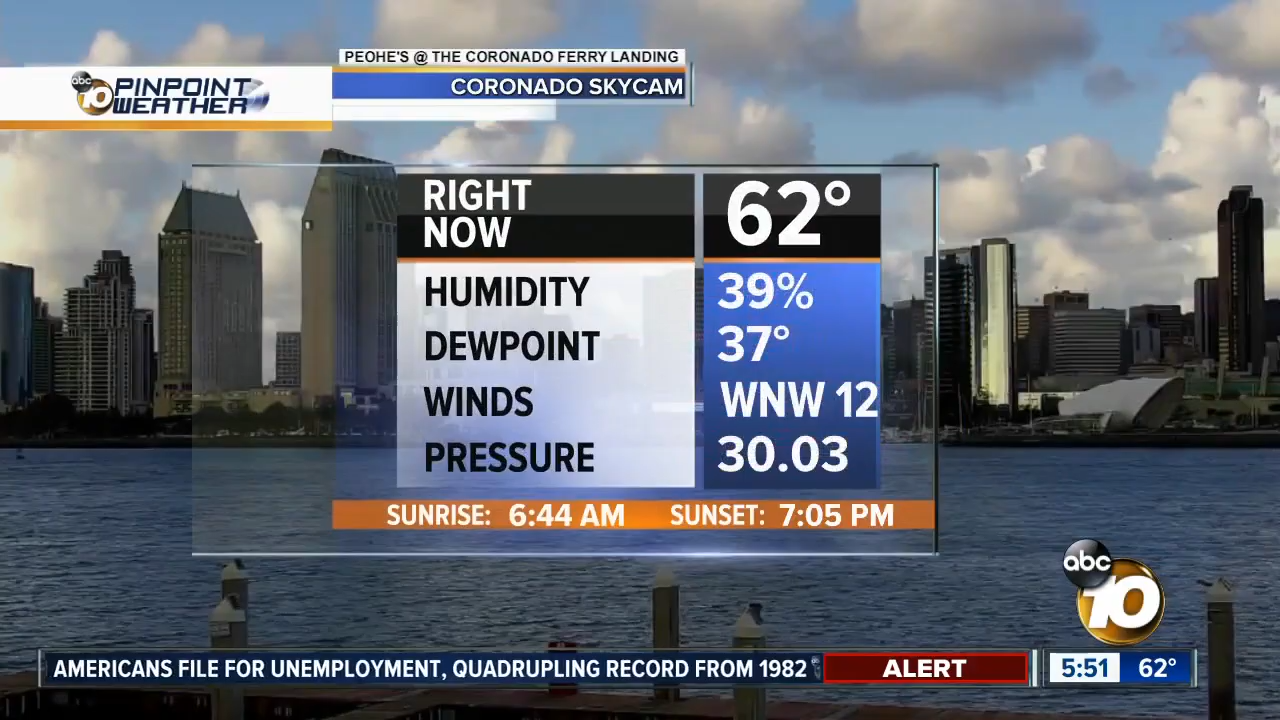 PEOHE'S @ THE CORONADO FERRY LANDING
abc 10 PINPOINT WEATHER
CORONADO SKYCAM
RIGHT NOW 62°
HUMIDITY 39%
DEWPOINT 37°
WINDS WNW 12
PRESSURE 30.03
SUNRISE: 6:44 AM SUNSET: 7:05 PM
abc 10
AMERICANS FILE FOR UNEMPLOYMENT, QUADRUPLING RECORD FROM 1982 ALERT 5:51 62°